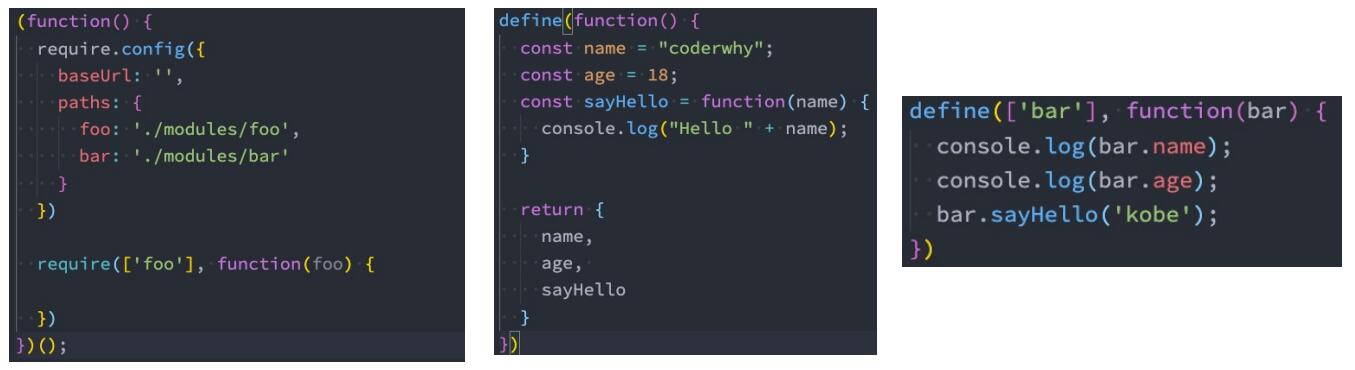 (function() {
  require.config({
    baseUrl: '',
    paths: {
      foo: './modules/foo',
      bar: './modules/bar'
    }
  })

  require(['foo'], function(foo) {

  })
})();
define(function() {
  const name = "coderwhy";
  const age = 18;
  const sayHello = function(name) {
    console.log("Hello " + name);
  }

  return {
    name,
    age,
    sayHello
  }
})
define(['bar'], function(bar) {
  console.log(bar.name);
  console.log(bar.age);
  bar.sayHello('kobe');
})